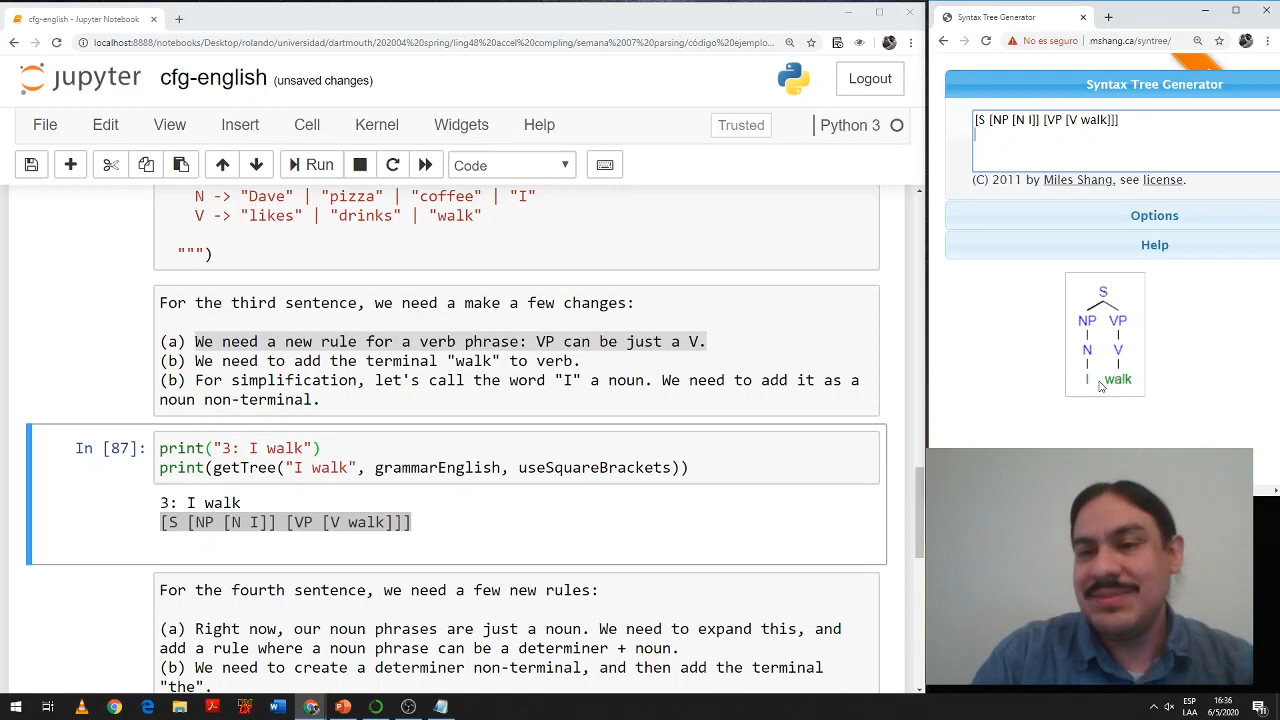 cfg-english - Jupyter Notebook
localhost:8888/notebooks/Da
/rolando/universidad/dartmouth/202004%20spring/ling48%20accel%20compling/semana%2007%20parsing/código%20ejemplo...
jupyter cfg-english (unsaved changes)
Logout
File Edit View Insert Cell Kernel Widgets Help
Trusted
Python 3
Run
Code
N -> "Dave" | "pizza" | "coffee" | "I"
V -> "likes" | "drinks" | "walk"
""")
For the third sentence, we need a make a few changes:
(a) We need a new rule for a verb phrase: VP can be just a V.
(b) We need to add the terminal "walk" to verb.
(b) For simplification, let's call the word "I" a noun. We need to add it as a
noun non-terminal.
In [87]:
print("3: I walk")
print(getTree("I walk", grammarEnglish, useSquareBrackets))
3: I walk
[S [NP [N I]] [VP [V walk]]]
For the fourth sentence, we need a few new rules:
(a) Right now, our noun phrases are just a noun. We need to expand this, and
add a rule where a noun phrase can be a determiner + noun.
(b) We need to create a determiner non-terminal, and then add the terminal
"the".
Syntax Tree Generator
No es seguro
mshang.ca/syntree/
Syntax Tree Generator
[S [NP [N I]] [VP [V walk]]]
(C) 2011 by Miles Shang, see license.
Options
Help
S
NP VP
N V
I walk
ESP
LAA
16:36
6/5/2020